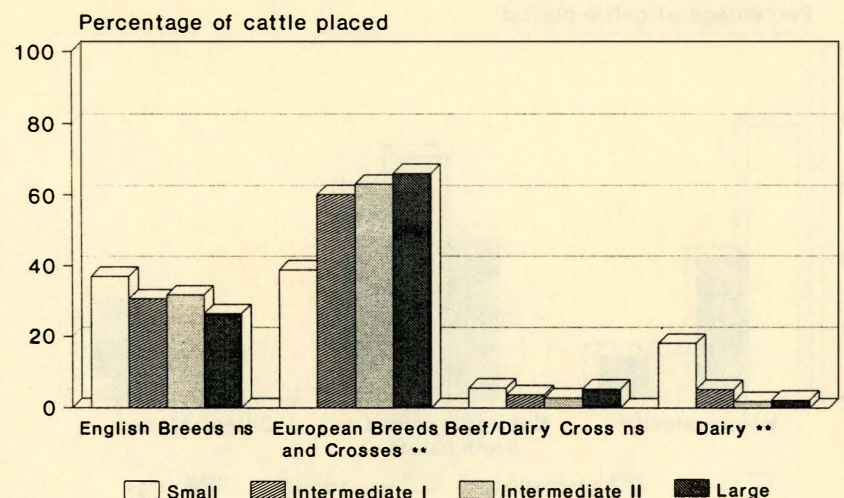 Percentage of cattle placed
100
80
60
40
20
0
English Breeds ns European Breeds Beef/Dairy Cross ns Dairy **
and Crosses **
Small Intermediate I Intermediate II Large